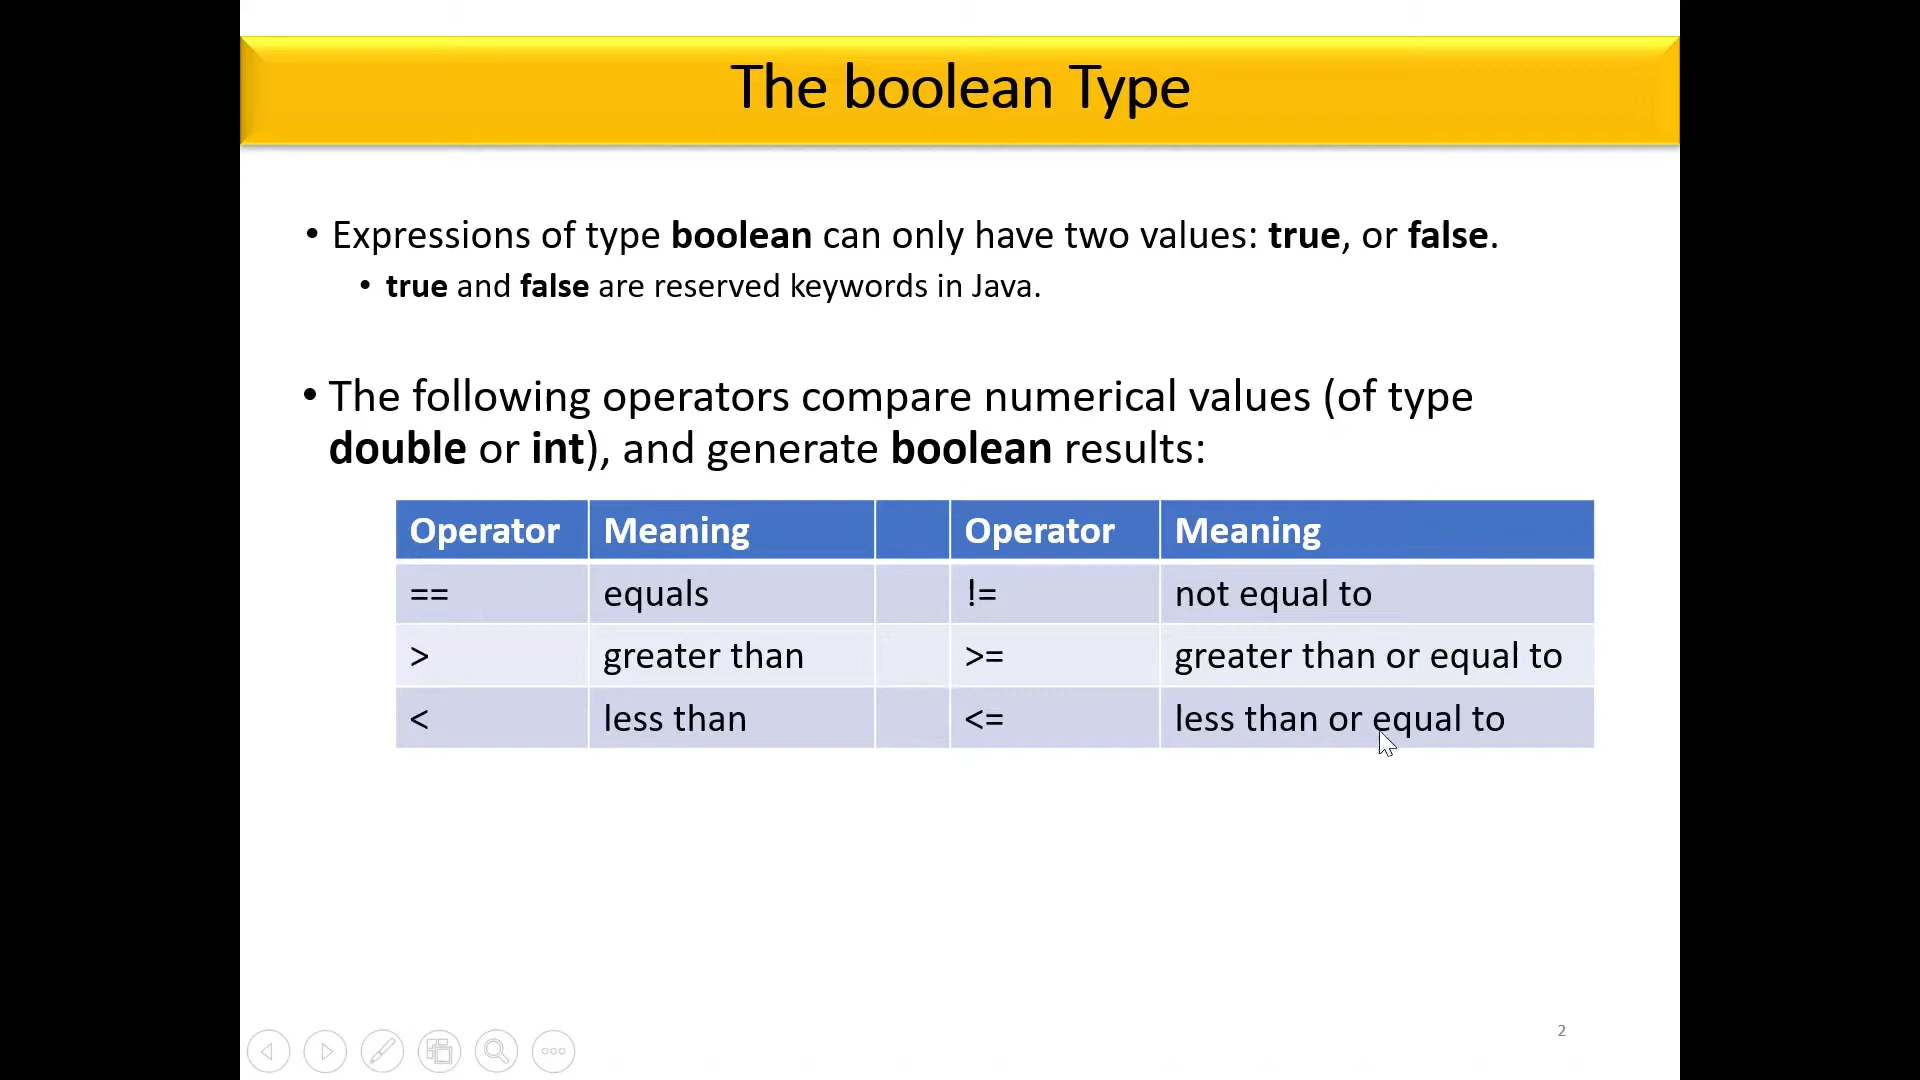 The boolean Type
• Expressions of type boolean can only have two values: true, or false.
• true and false are reserved keywords in Java.
• The following operators compare numerical values (of type
double or int), and generate boolean results:
Operator Meaning Operator Meaning
== equals != not equal to
> greater than >= greater than or equal to
< less than <= less than or equal to
2